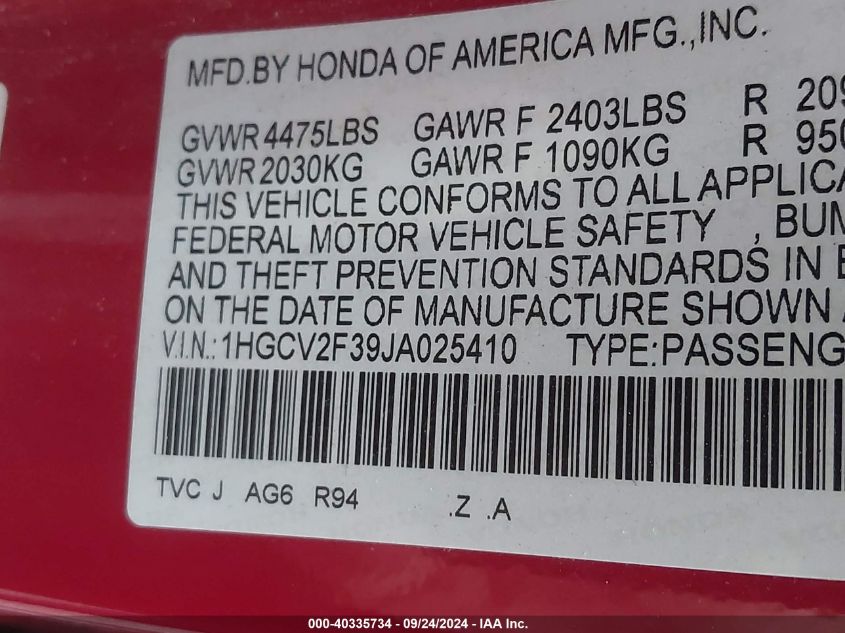 MFD.BY HONDA OF AMERICA MFG.,INC.
GVWR 4475LBS GAWR F 2403LBS R 209
GVWR 2030KG GAWR F 1090KG R 950
THIS VEHICLE CONFORMS TO ALL APPLICA
FEDERAL MOTOR VEHICLE SAFETY , BUM
AND THEFT PREVENTION STANDARDS IN E
ON THE DATE OF MANUFACTURE SHOWN A
V.I.N.:1HGCV2F39JA025410 TYPE:PASSENG
TVC J AG6 R94 .Z .A
000-40335734 - 09/24/2024 - IAA Inc.